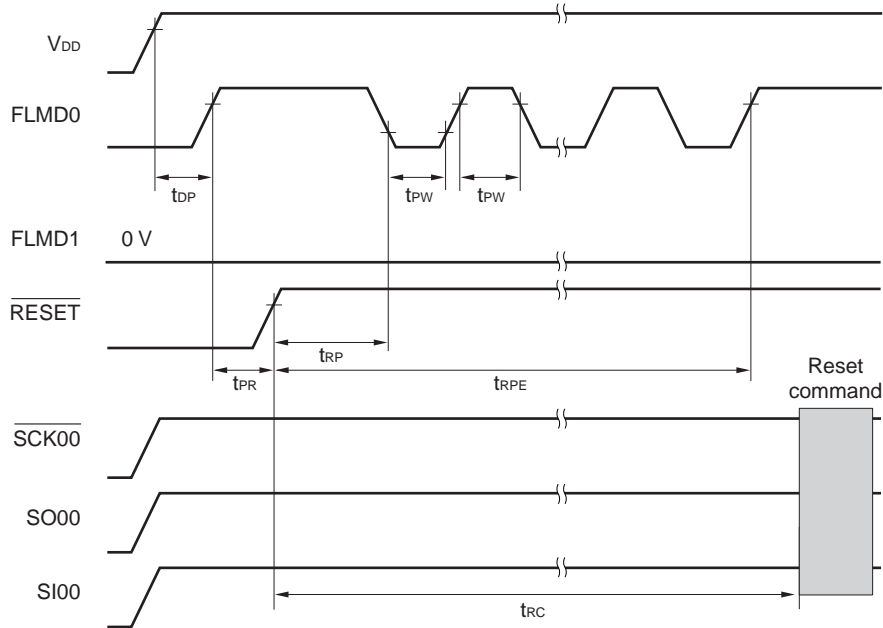 VDD
FLMD0
tDP
tPW
tPW
FLMD1 0 V
RESET
tRP
tPR
tRPE
Reset
command
SCK00
SO00
SI00
tRC